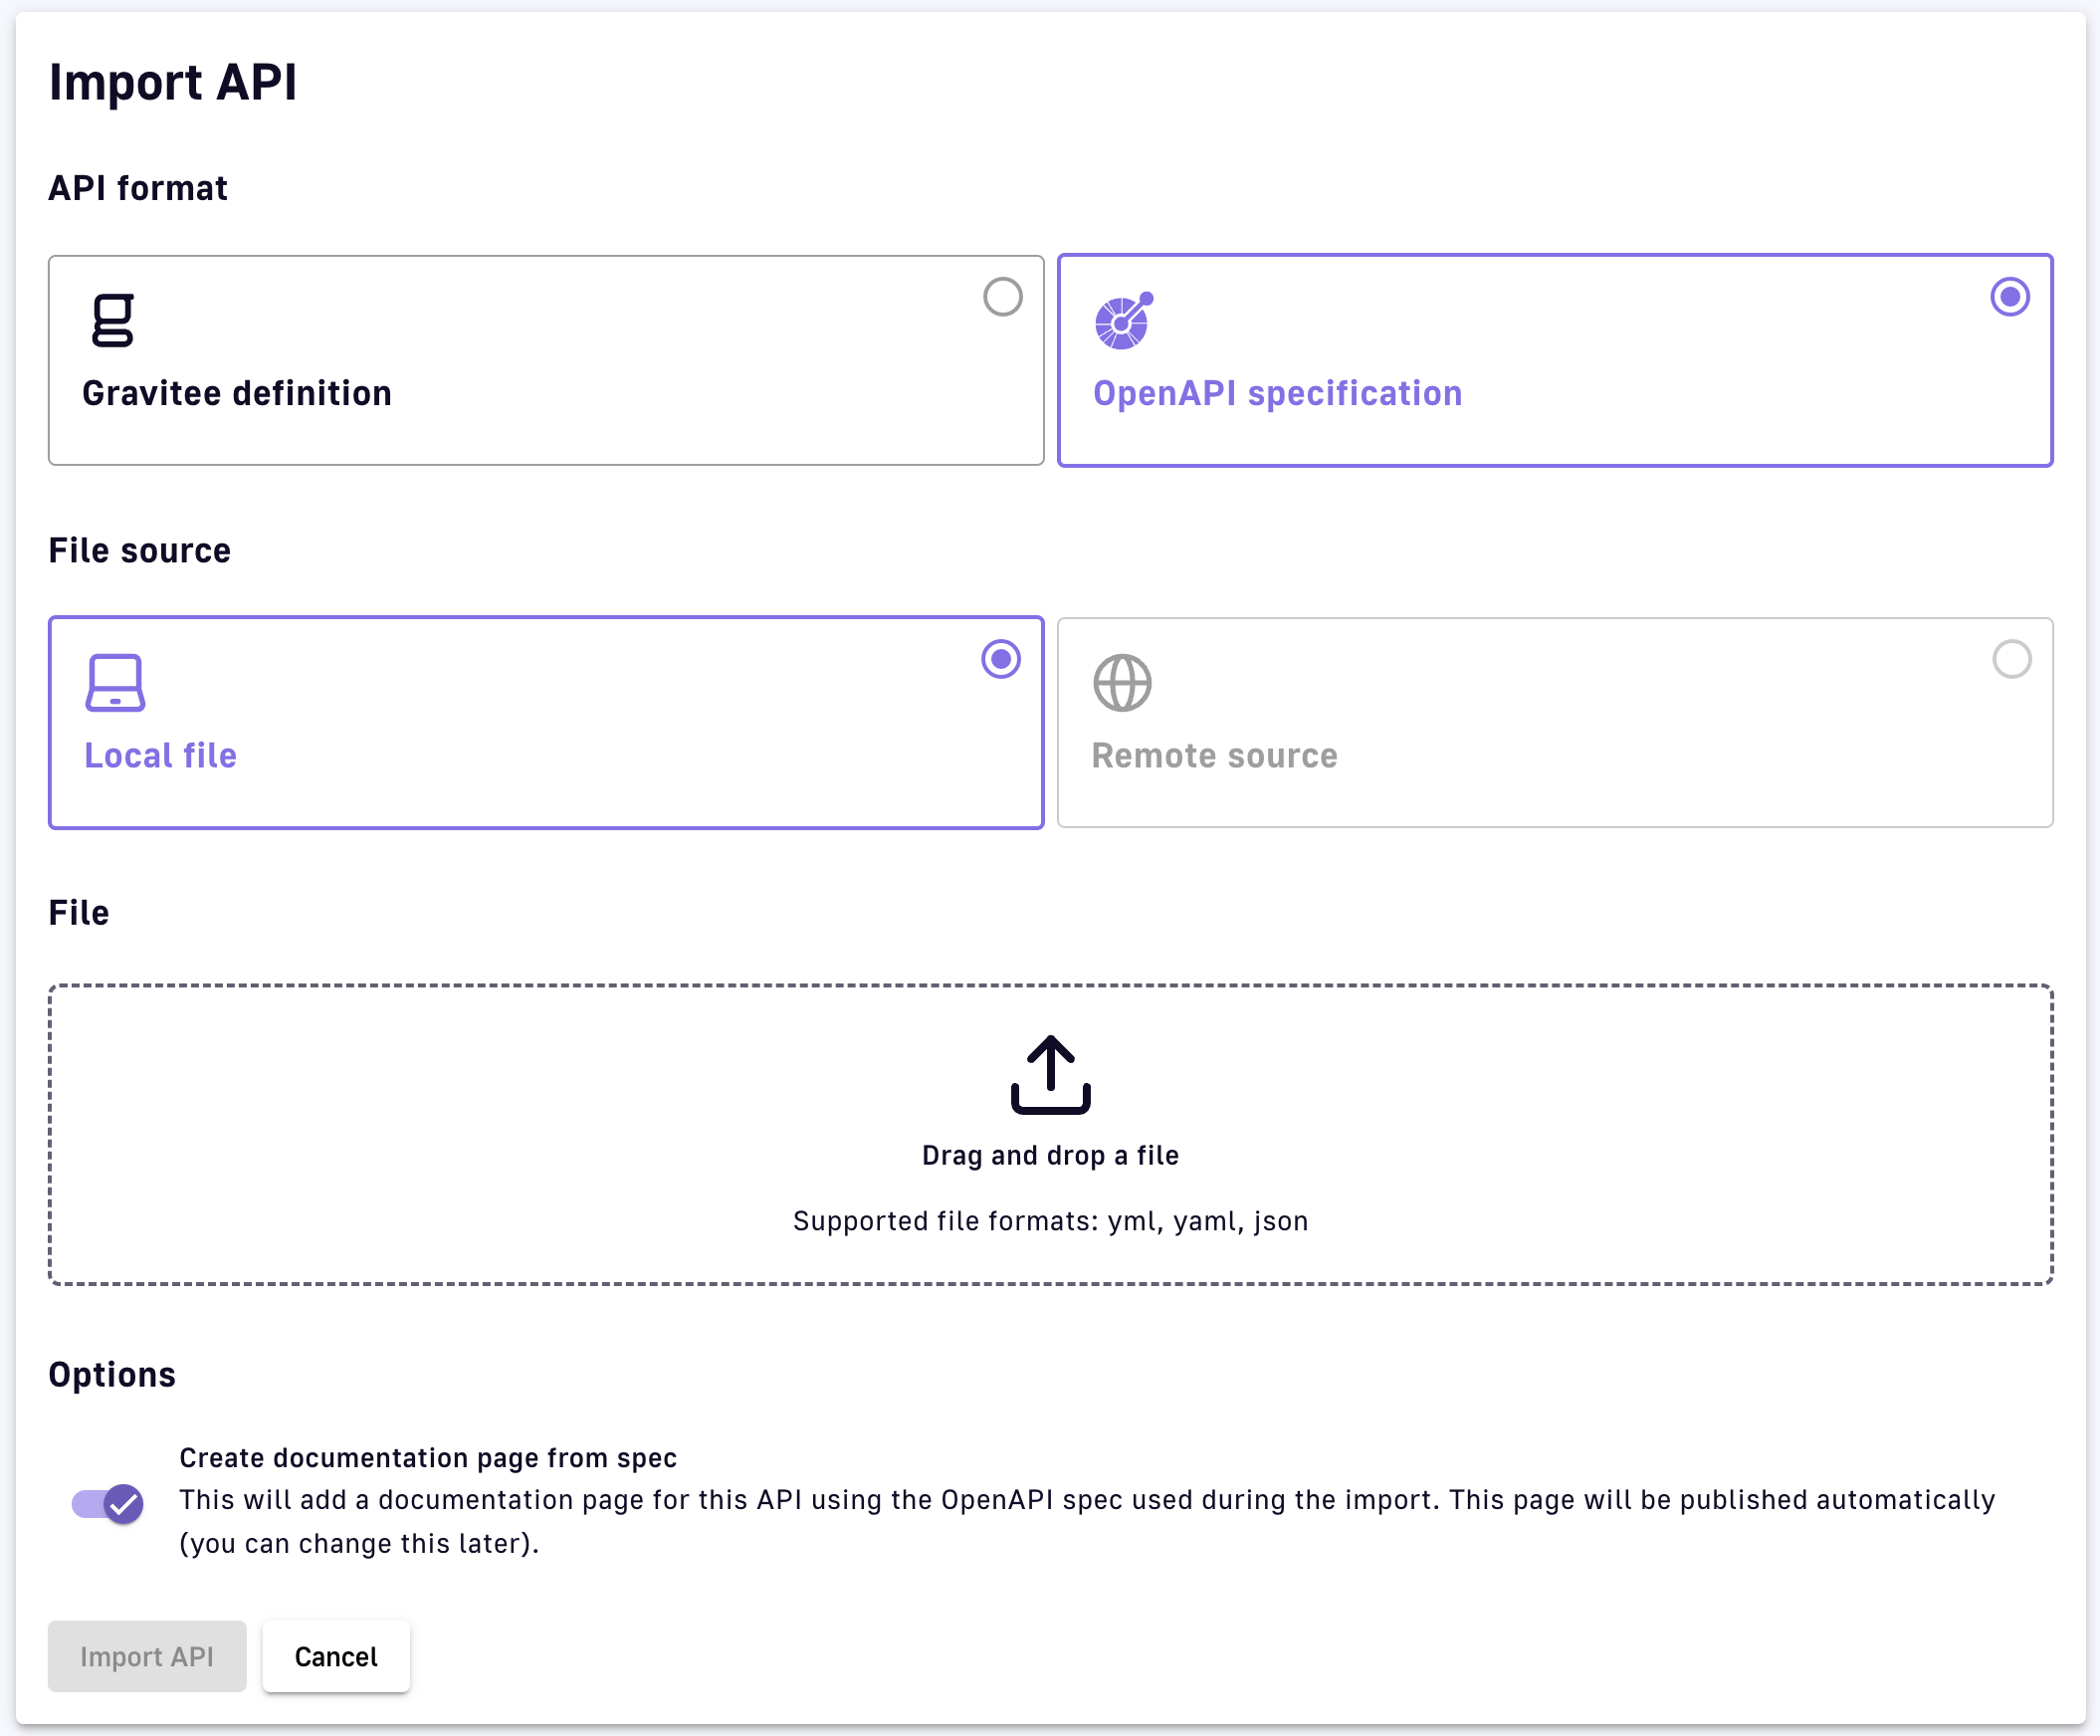 Import API
API format
Gravitee definition
OpenAPI specification
File source
Local file
Remote source
File
Drag and drop a file
Supported file formats: yml, yaml, json
Options
Create documentation page from spec
This will add a documentation page for this API using the OpenAPI spec used during the import. This page will be published automatically
(you can change this later).
Import API
Cancel